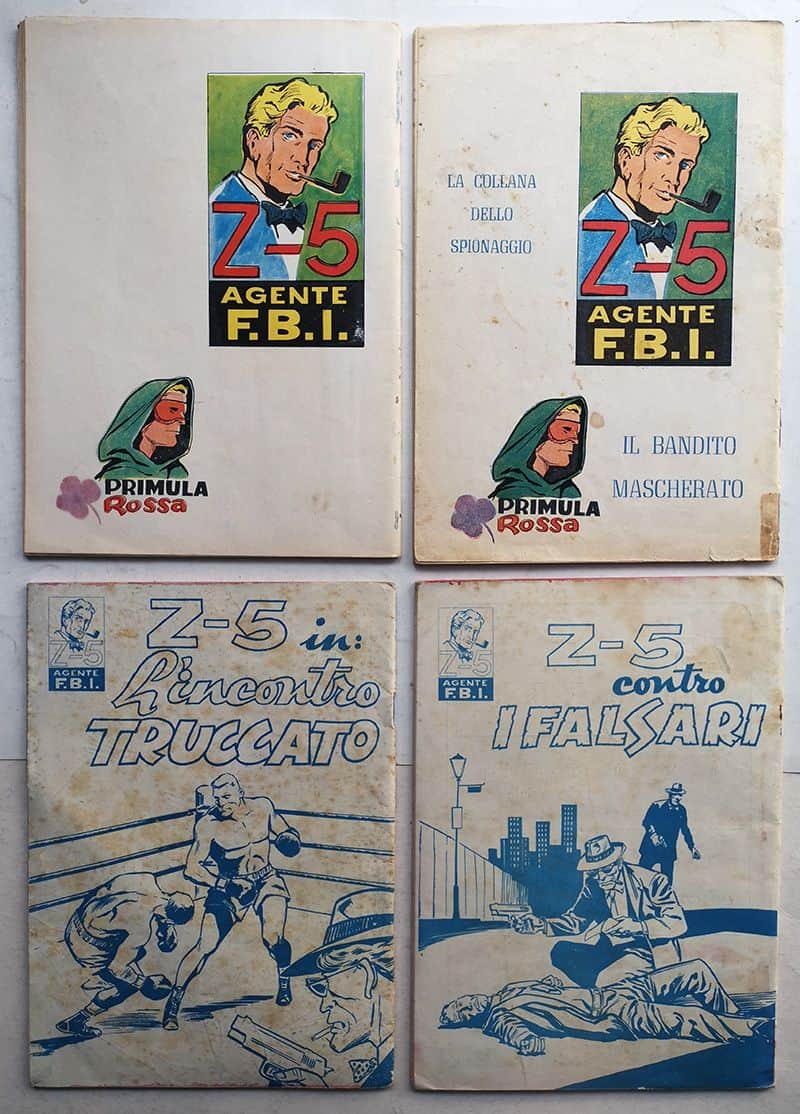 Z-5
AGENTE
F.B.I.
PRIMULA
Rossa
LA COLLANA
DELLO
SPIONAGGIO
Z-5
AGENTE
F.B.I.
PRIMULA
Rossa
IL BANDITO
MASCHERATO
Z-5
AGENTE
F.B.I.
Z-5 in:
L'incontro
TRUCCATO
Z-5
AGENTE
F.B.I.
Z-5
contro
I FALSARI